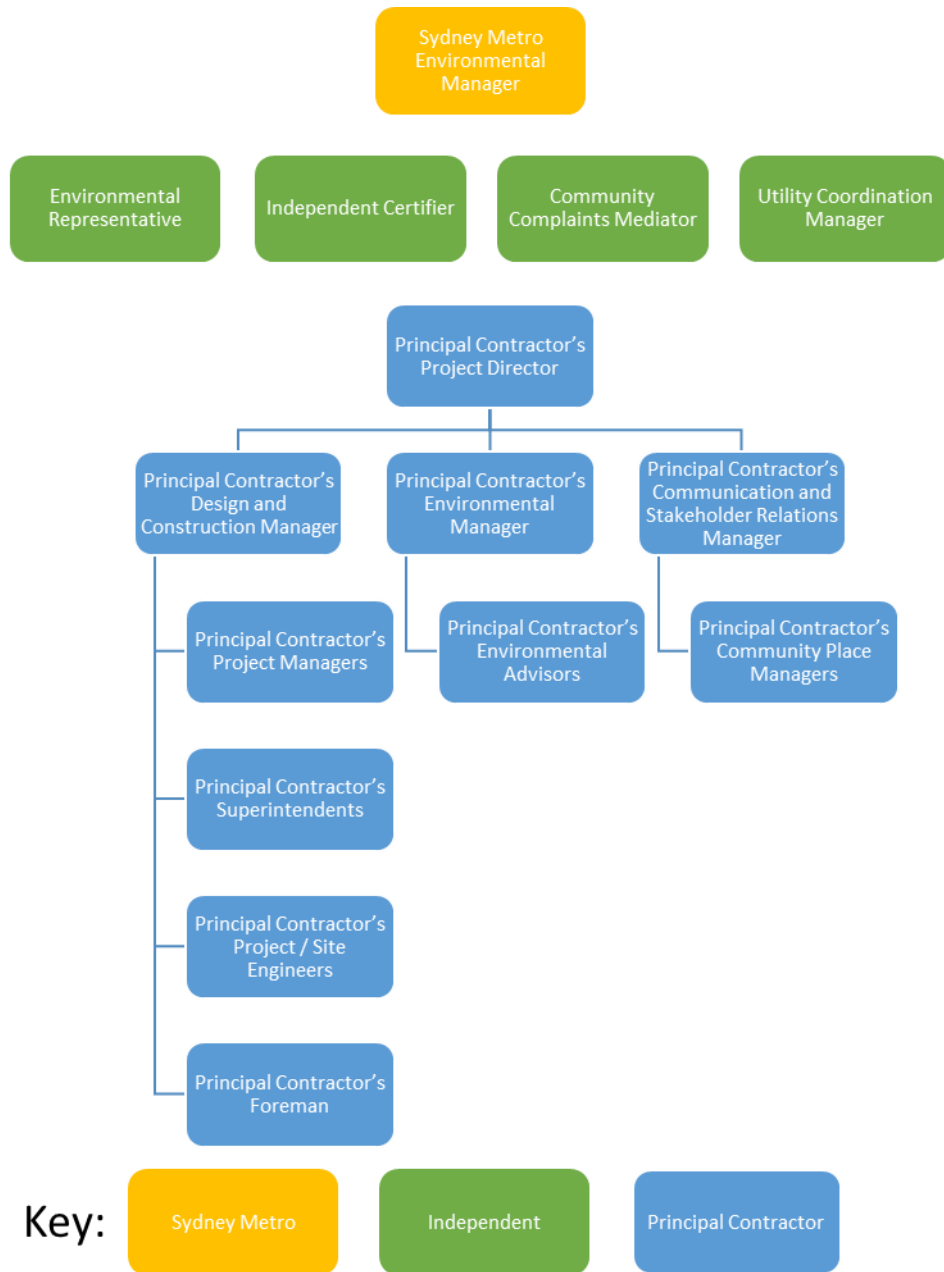 Sydney Metro
Environmental
Manager
Environmental
Representative
Independent Certifier
Community
Complaints Mediator
Utility Coordination
Manager
Principal Contractor’s
Project Director
Principal Contractor’s
Design and
Construction Manager
Principal Contractor’s
Environmental
Manager
Principal Contractor’s
Communication and
Stakeholder Relations
Manager
Principal Contractor’s
Project Managers
Principal Contractor’s
Environmental
Advisors
Principal Contractor’s
Community Place
Managers
Principal Contractor’s
Superintendents
Principal Contractor’s
Project / Site
Engineers
Principal Contractor’s
Foreman
Key:
Sydney Metro
Independent
Principal Contractor